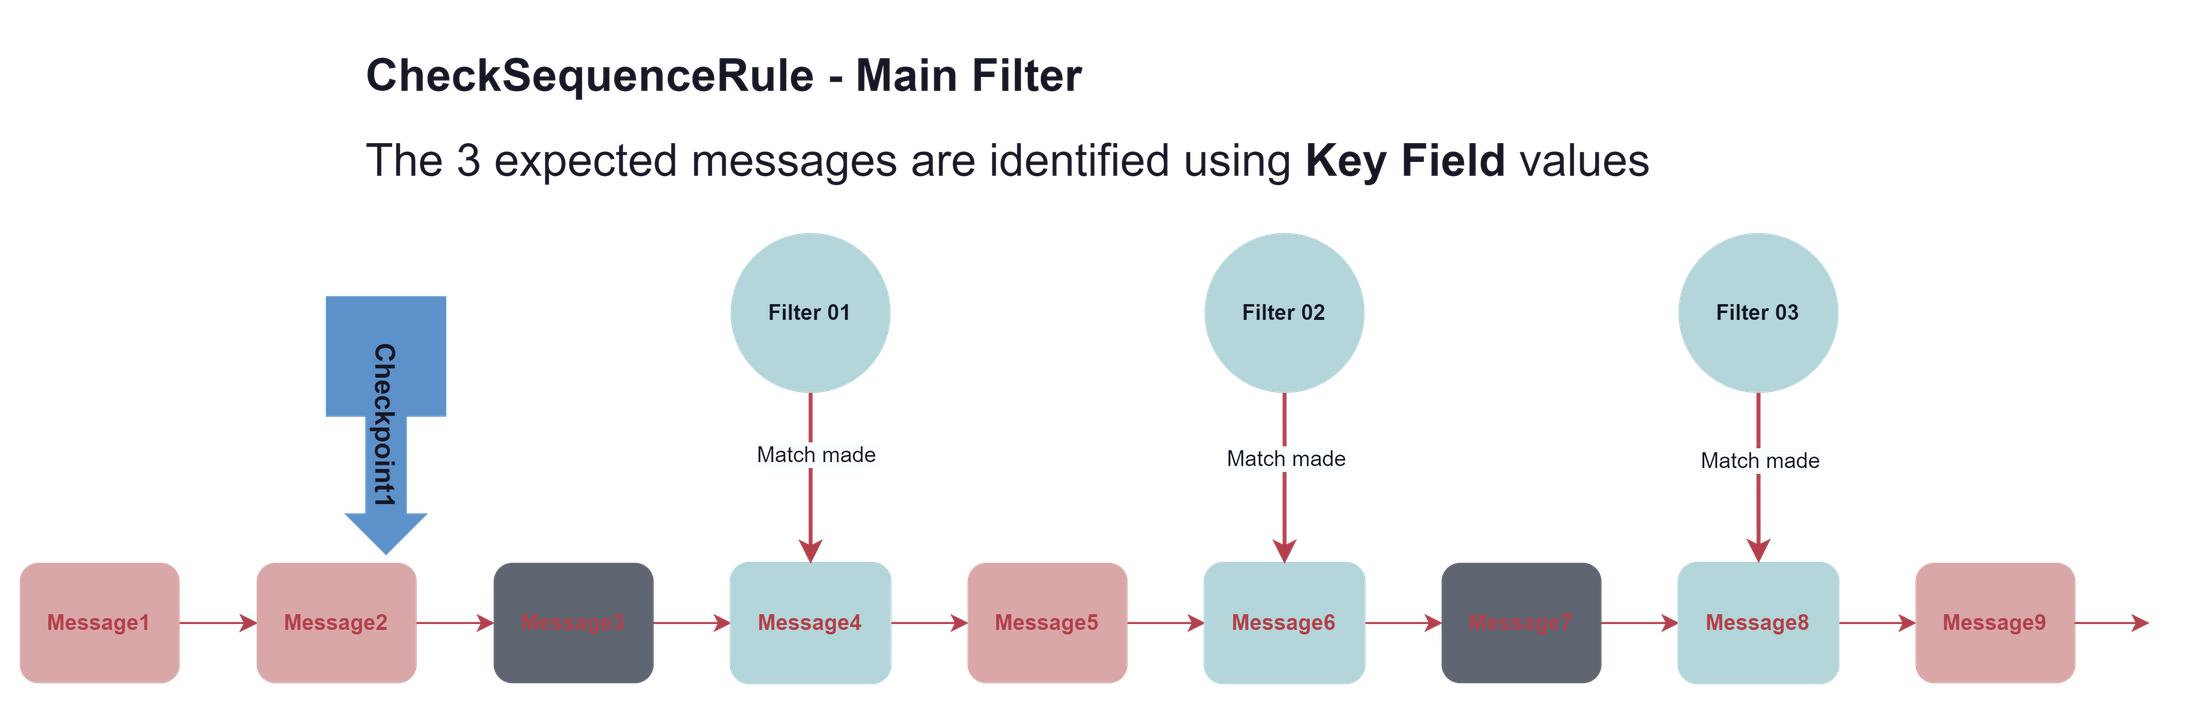 CheckSequenceRule - Main Filter
The 3 expected messages are identified using Key Field values
Filter 01
Filter 02
Filter 03
Checkpoint1
Match made
Match made
Match made
Message1
Message2
Message3
Message4
Message5
Message6
Message7
Message8
Message9